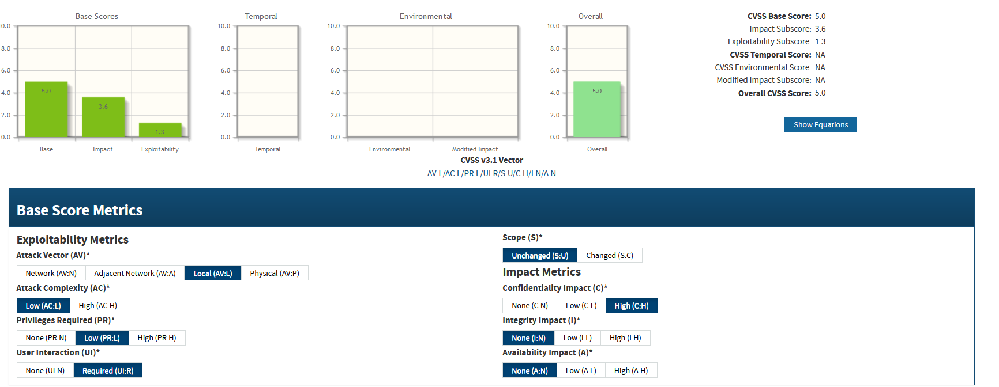 Base Scores
0.0
8.0
6.0
4.0
2.0
0.0
5.0
3.6
1.3
Base Impact Exploitability
Temporal
10.0
8.0
6.0
4.0
2.0
0.0
Temporal
Environmental
10.0
8.0
6.0
4.0
2.0
0.0
Environmental Modified Impact
Overall
10.0
8.0
6.0
4.0
2.0
0.0
5.0
Overall
CVSS Base Score: 5.0
Impact Subscore: 3.6
Exploitability Subscore: 1.3
CVSS Temporal Score: NA
CVSS Environmental Score: NA
Modified Impact Subscore: NA
Overall CVSS Score: 5.0
Show Equations
CVSS v3.1 Vector
AV:L/AC:L/PR:L/UI:R/S:U/C:H/I:N/A:N
Base Score Metrics
Exploitability Metrics
Attack Vector (AV)*
Network (AV:N) Adjacent Network (AV:A) Local (AV:L) Physical (AV:P)
Attack Complexity (AC)*
Low (AC:L) High (AC:H)
Privileges Required (PR)*
None (PR:N) Low (PR:L) High (PR:H)
User Interaction (UI)*
None (UI:N) Required (UI:R)
Scope (S)*
Unchanged (S:U) Changed (S:C)
Impact Metrics
Confidentiality Impact (C)*
None (C:N) Low (C:L) High (C:H)
Integrity Impact (I)*
None (I:N) Low (I:L) High (I:H)
Availability Impact (A)*
None (A:N) Low (A:L) High (A:H)